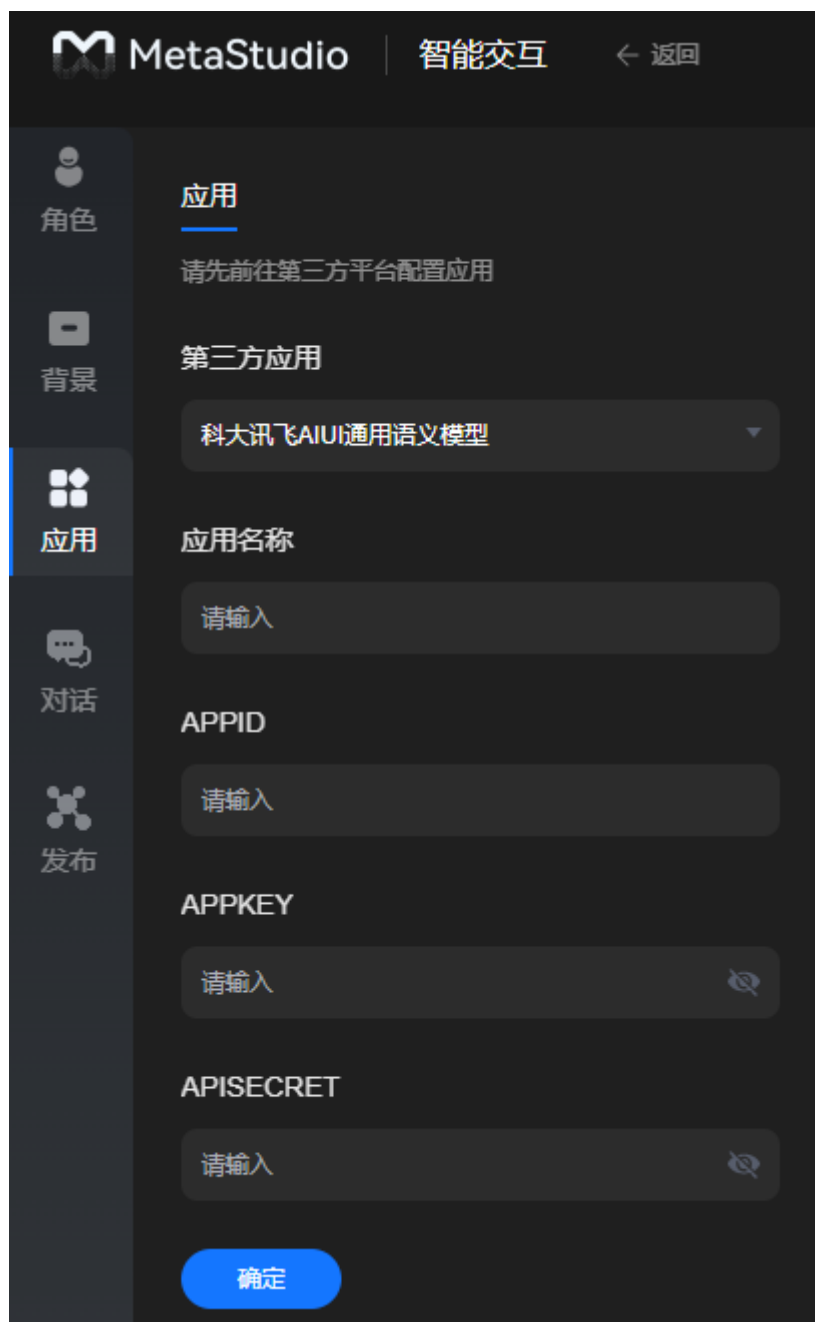 MetaStudio 智能交互 ← 返回
角色
背景
应用
对话
发布
应用
请先前往第三方平台配置应用
第三方应用
科大讯飞AIUI通用语义模型
应用名称
请输入
APPID
请输入
APPKEY
请输入
APISECRET
请输入
确定